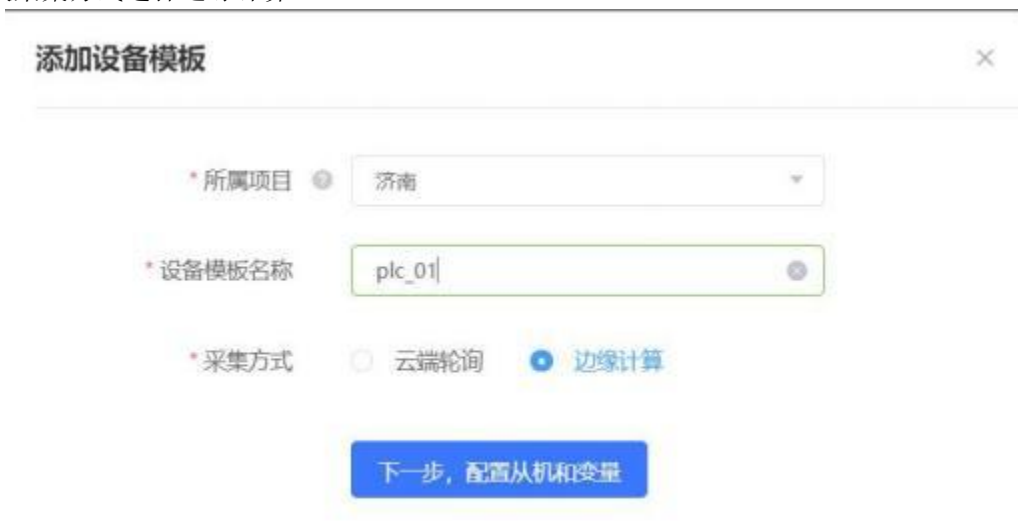 添加设备模板
* 所属项目 济南
* 设备模板名称 plc_01
* 采集方式 云端轮询 边缘计算
下一步，配置从机和变量